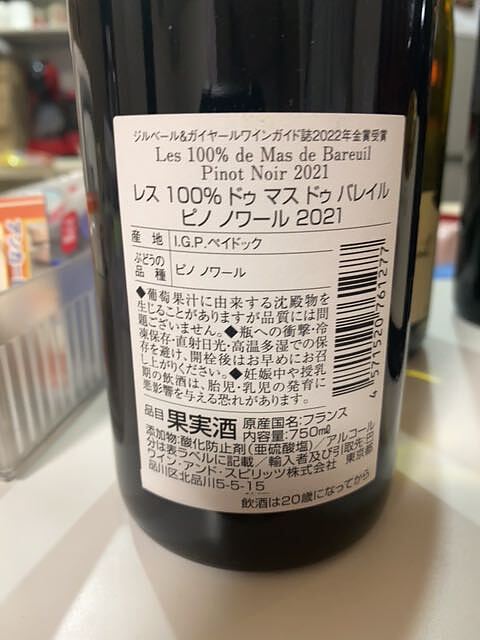 ジルベール&ガイヤールワインガイド誌2022年金賞受賞
Les 100% de Mas de Bareuil
Pinot Noir 2021
レス 100% ドゥ マス ドゥ バレイル
ピノ ノワール 2021
産地 I.G.P.ペイドック
ぶどうの品種 ピノ ノワール
◆葡萄果汁に由来する沈殿物を
生じることがありますが品質には問
題ございません。◆瓶への衝撃・冷
凍保存・直射日光・高温多湿での保
存を避け、開栓後はお早めにお召
し上がりください。◆妊娠中や授乳
期の飲酒は、胎児・乳児の発育に
悪影響を与える恐れがあります。
4571520761277
品目 果実酒 原産国名:フランス
内容量:750mℓ
添加物:酸化防止剤(亜硫酸塩)/アルコール
分は表ラベルに記載/輸入者及び引取先:日
ワイン・アンド・スピリッツ株式会社 東京都
品川区北品川5-5-15
飲酒は20歳になってから